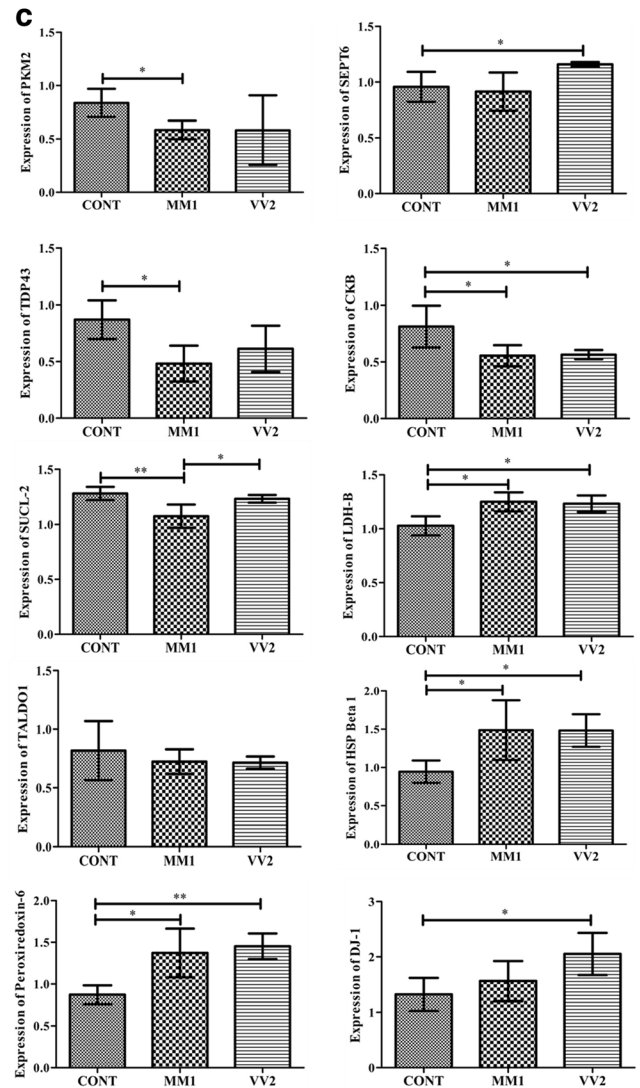 C
Expression of PKM2
1.5
1.0
0.5
0.0
*
CONT MM1 VV2
Expression of SEPT6
1.5
1.0
0.5
0.0
*
CONT MM1 VV2
Expression of TDP43
1.5
1.0
0.5
0.0
*
CONT MM1 VV2
Expression of CKB
1.5
1.0
0.5
0.0
*
*
CONT MM1 VV2
Expression of SUCL-2
1.5
1.0
0.5
0.0
*
**
CONT MM1 VV2
Expression of LDH-B
1.5
1.0
0.5
0.0
*
*
CONT MM1 VV2
Expression of TALDO1
1.5
1.0
0.5
0.0
CONT MM1 VV2
Expression of HSP Beta 1
2.0
1.5
1.0
0.5
0.0
*
*
CONT MM1 VV2
Expression of Peroxiredoxin-6
2.0
1.5
1.0
0.5
0.0
**
*
CONT MM1 VV2
Expression of DJ-1
3
2
1
0
*
CONT MM1 VV2